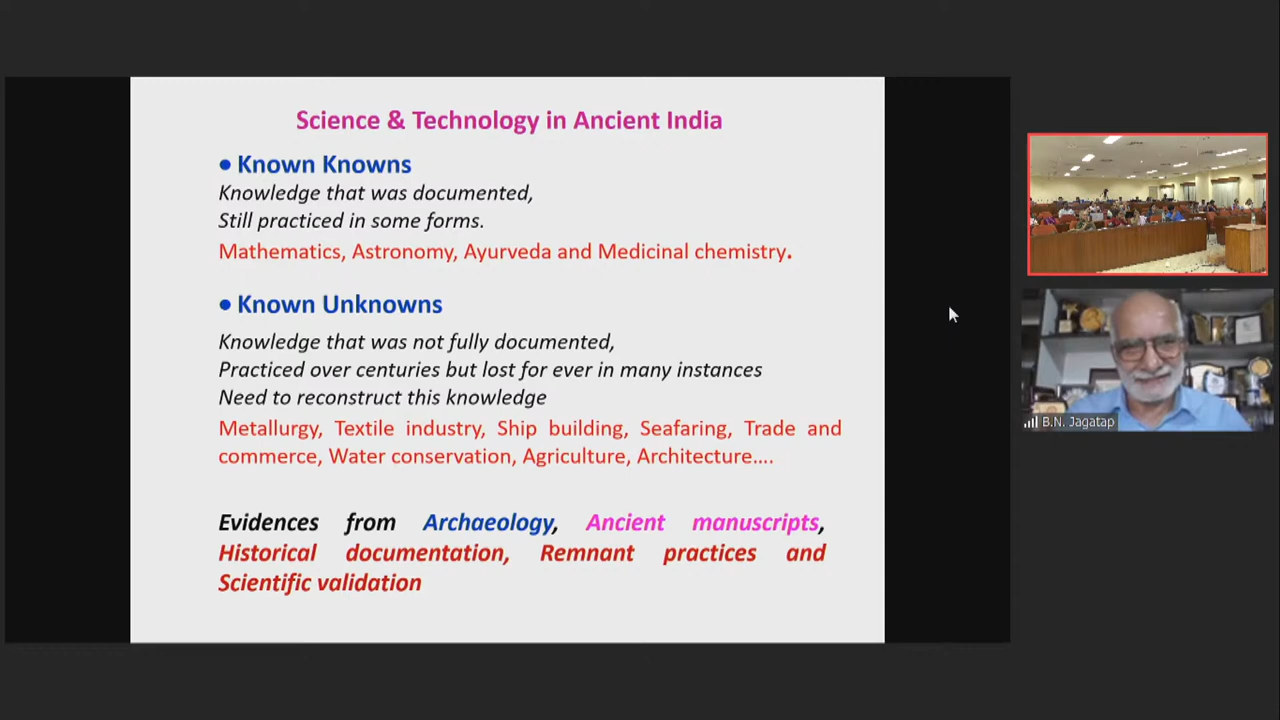 Science & Technology in Ancient India
● Known Knowns
Knowledge that was documented,
Still practiced in some forms.
Mathematics, Astronomy, Ayurveda and Medicinal chemistry.
● Known Unknowns
Knowledge that was not fully documented,
Practiced over centuries but lost for ever in many instances
Need to reconstruct this knowledge
Metallurgy, Textile industry, Ship building, Seafaring, Trade and
commerce, Water conservation, Agriculture, Architecture....
Evidences from Archaeology, Ancient manuscripts,
Historical documentation, Remnant practices and
Scientific validation
B.N. Jagatap